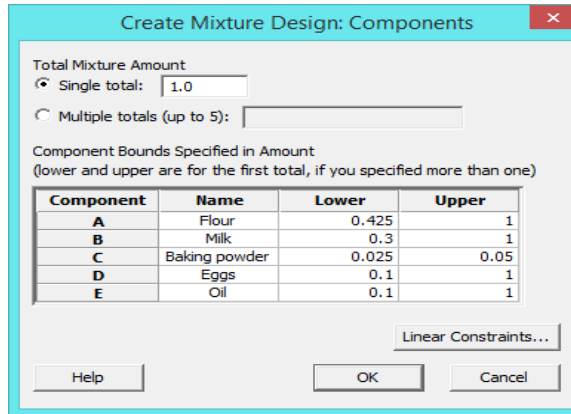 Create Mixture Design: Components
Total Mixture Amount
Single total: 1.0
Multiple totals (up to 5):
Component Bounds Specified in Amount
(lower and upper are for the first total, if you specified more than one)
Component Name Lower Upper
A Flour 0.425 1
B Milk 0.3 1
C Baking powder 0.025 0.05
D Eggs 0.1 1
E Oil 0.1 1
Linear Constraints...
Help OK Cancel